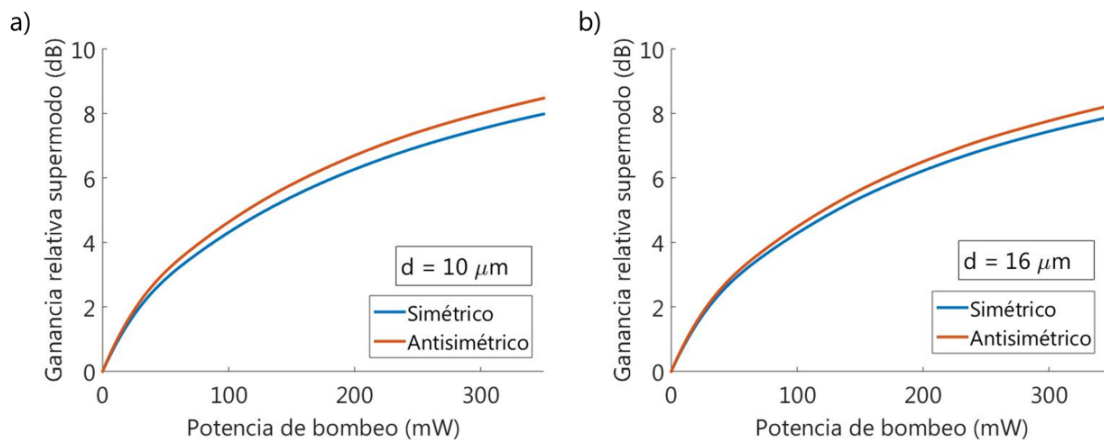 a)
Ganancia relativa supermodo (dB)
10
8
6
4
2
0
d = 10 μm
Simétrico
Antisimétrico
0 100 200 300
Potencia de bombeo (mW)
b)
Ganancia relativa supermodo (dB)
10
8
6
4
2
0
d = 16 μm
Simétrico
Antisimétrico
0 100 200 300
Potencia de bombeo (mW)